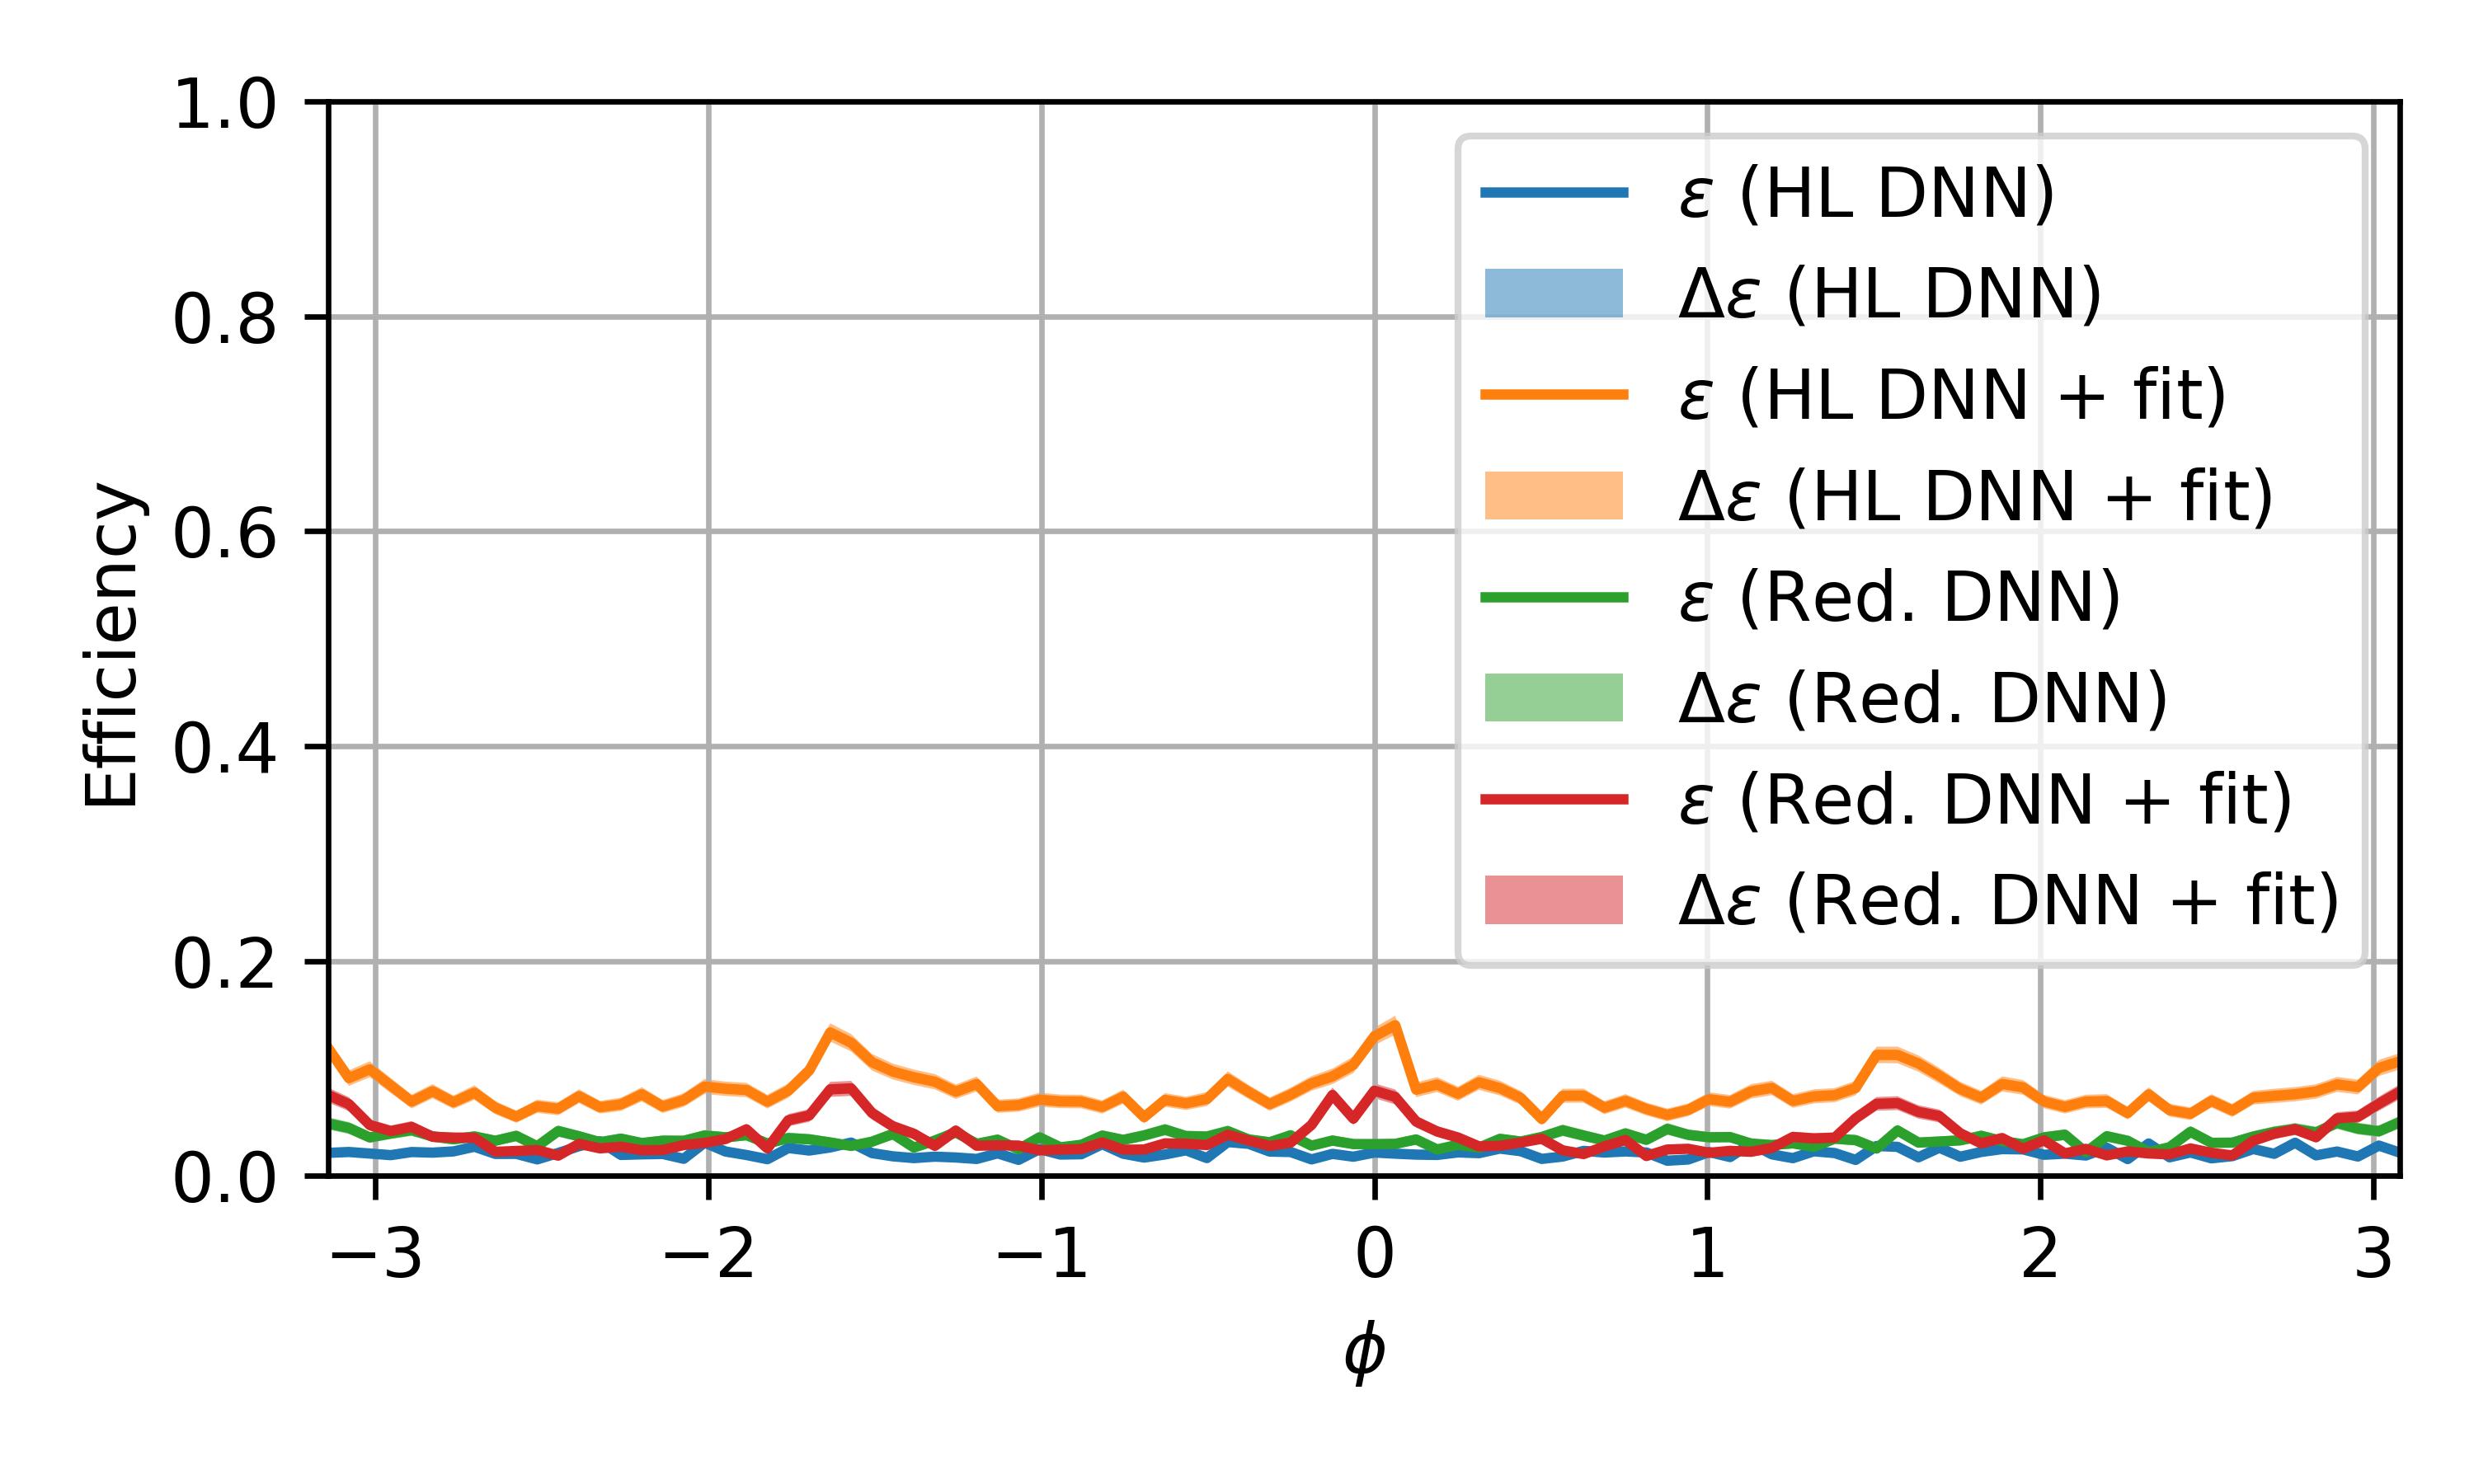 1.0
0.8
0.6
0.4
0.2
0.0
Efficiency
−3
−2
−1
0
1
2
3
ϕ
ε (HL DNN)
Δε (HL DNN)
ε (HL DNN + fit)
Δε (HL DNN + fit)
ε (Red. DNN)
Δε (Red. DNN)
ε (Red. DNN + fit)
Δε (Red. DNN + fit)